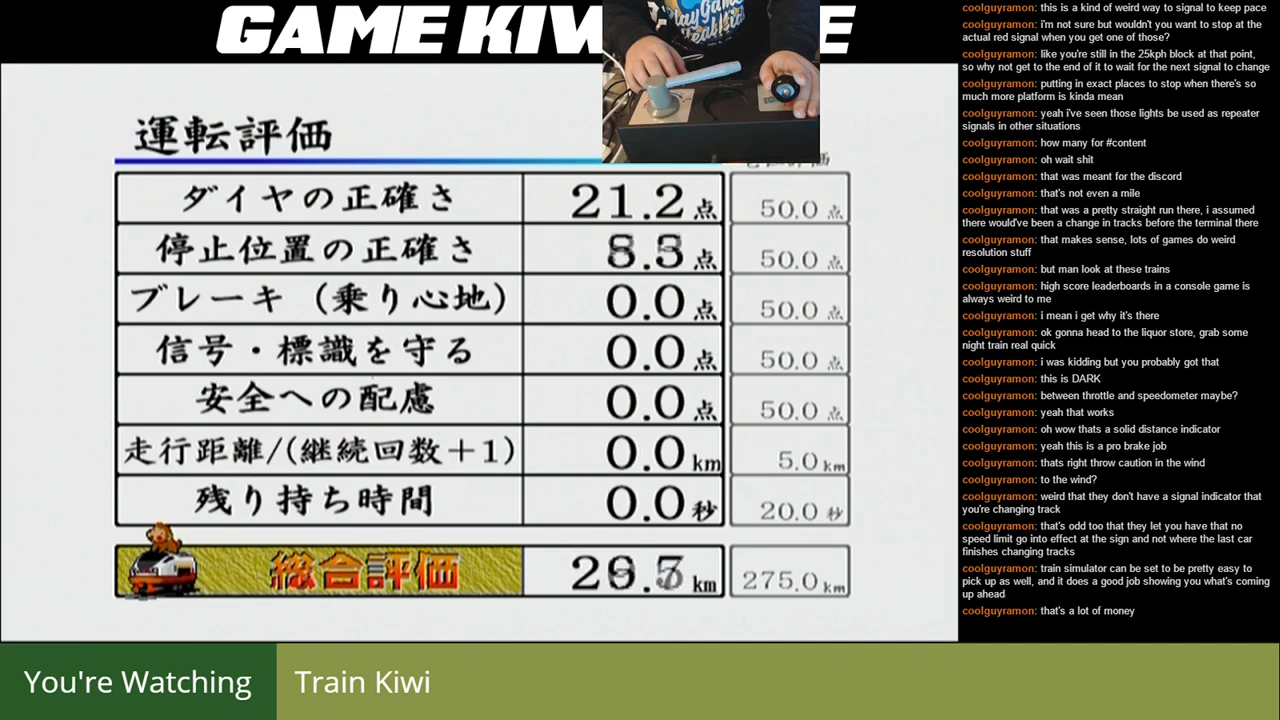 GAME KIW
E
coolguyramon: this is a kind of weird way to signal to keep pace
coolguyramon: i'm not sure but wouldn't you want to stop at the
actual red signal when you get one of those?
coolguyramon: like you're still in the 25kph block at that point,
so why not get to the end of it to wait for the next signal to change
coolguyramon: putting in exact places to stop when there's so
much more platform is kinda mean
coolguyramon: yeah i've seen those lights be used as repeater
signals in other situations
coolguyramon: how many for #content
coolguyramon: oh wait shit
coolguyramon: that was meant for the discord
coolguyramon: that's not even a mile
coolguyramon: that was a pretty straight run there, i assumed
there would've been a change in tracks before the terminal there
coolguyramon: that makes sense, lots of games do weird
resolution stuff
coolguyramon: but man look at these trains
coolguyramon: high score leaderboards in a console game is
always weird to me
coolguyramon: i mean i get why it's there
coolguyramon: ok gonna head to the liquor store, grab some
night train real quick
coolguyramon: i was kidding but you probably got that
coolguyramon: this is DARK
coolguyramon: between throttle and speedometer maybe?
coolguyramon: yeah that works
coolguyramon: oh wow thats a solid distance indicator
coolguyramon: yeah this is a pro brake job
coolguyramon: thats right throw caution in the wind
coolguyramon: to the wind?
coolguyramon: weird that they don't have a signal indicator that
you're changing track
coolguyramon: that's odd too that they let you have that no
speed limit go into effect at the sign and not where the last car
finishes changing tracks
coolguyramon: train simulator can be set to be pretty easy to
pick up as well, and it does a good job showing you what's coming
up ahead
coolguyramon: that's a lot of money
運転評価
ダイヤの正確さ 21.2点 50.0点
停止位置の正確さ 8.3点 50.0点
ブレーキ（乗り心地） 0.0点 50.0点
信号・標識を守る 0.0点 50.0点
安全への配慮 0.0点 50.0点
走行距離/(継続回数＋1) 0.0km 5.0km
残り持ち時間 0.0秒 20.0秒
総合評価 2 .  km 275.0km
You're Watching
Train Kiwi